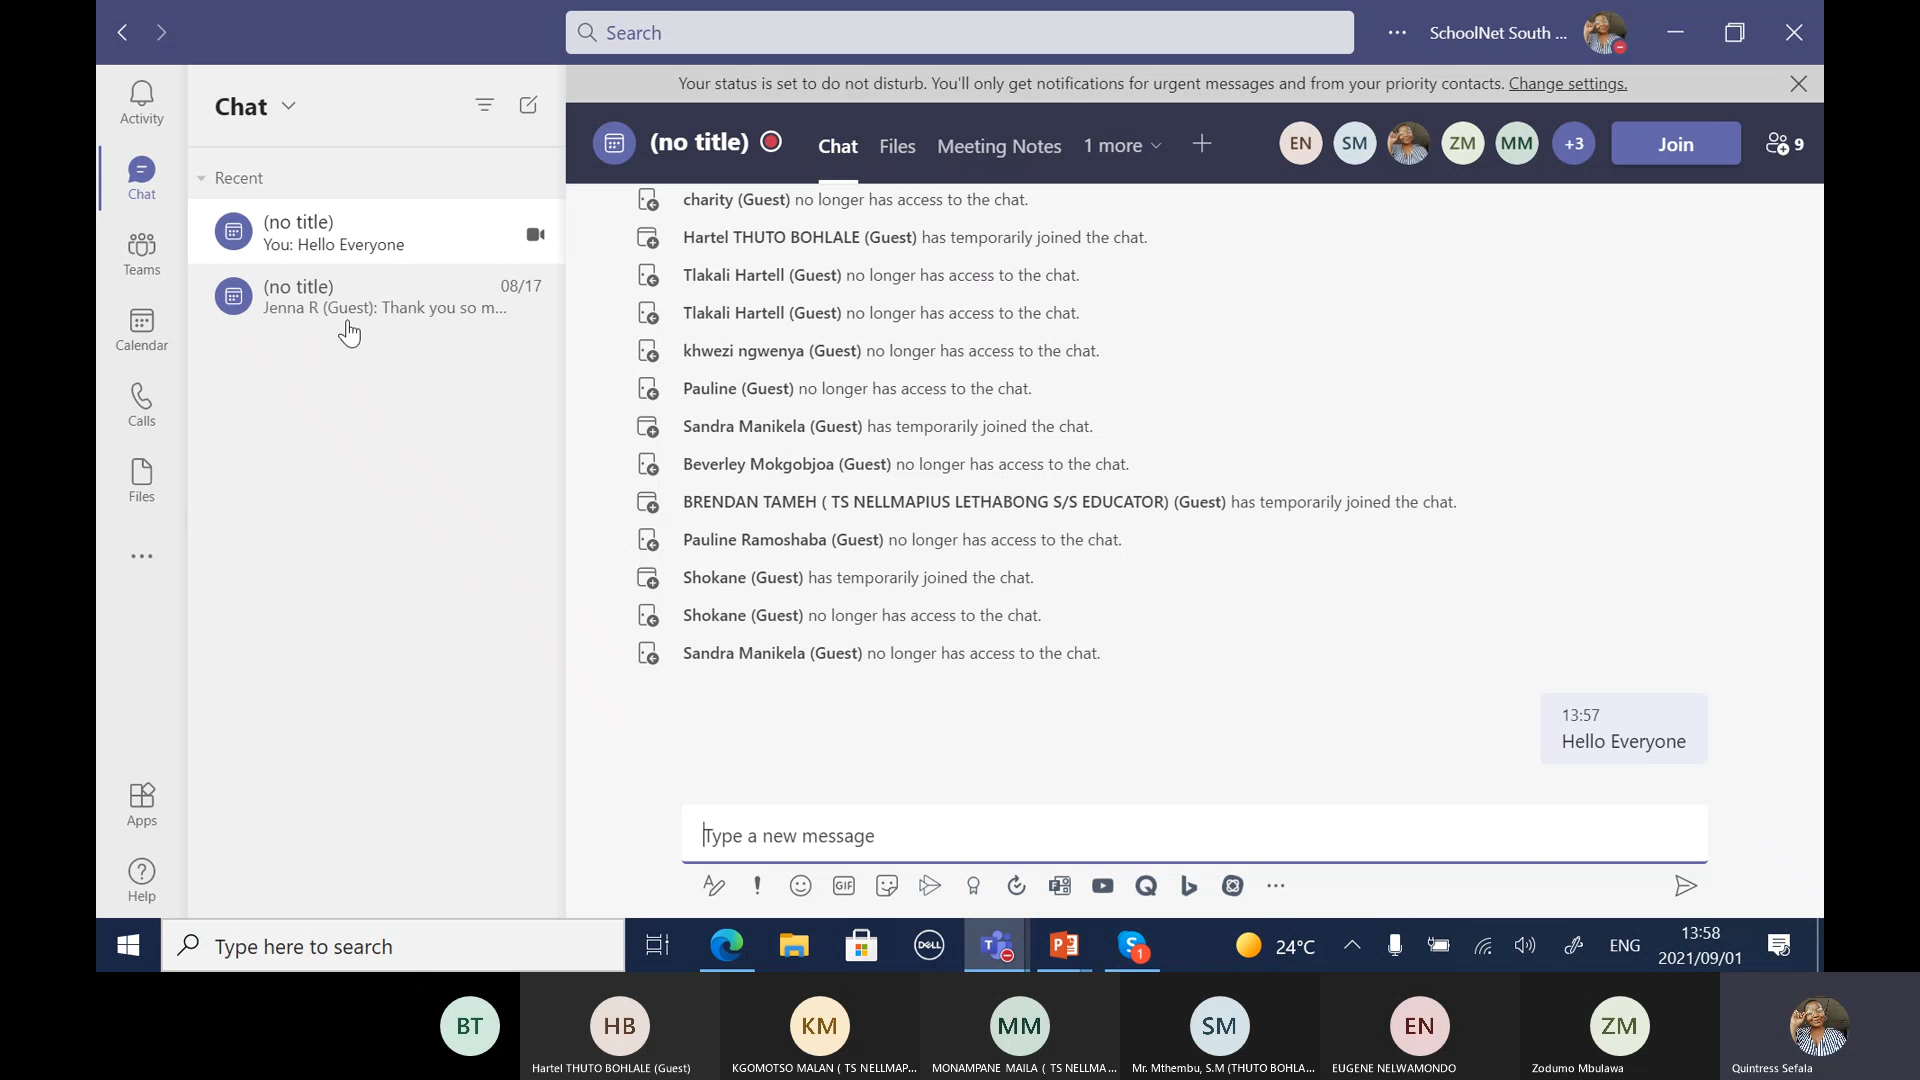 Search
SchoolNet South ...
Your status is set to do not disturb. You'll only get notifications for urgent messages and from your priority contacts. Change settings.
Activity
Chat
Teams
Calendar
Calls
Files
Apps
Help
Chat
Recent
(no title)
You: Hello Everyone
(no title) 08/17
Jenna R (Guest): Thank you so m...
(no title) Chat Files Meeting Notes 1 more
EN SM ZM MM +3 Join 9
charity (Guest) no longer has access to the chat.
Hartel THUTO BOHLALE (Guest) has temporarily joined the chat.
Tlakali Hartell (Guest) no longer has access to the chat.
Tlakali Hartell (Guest) no longer has access to the chat.
khwezi ngwenya (Guest) no longer has access to the chat.
Pauline (Guest) no longer has access to the chat.
Sandra Manikela (Guest) has temporarily joined the chat.
Beverley Mokgobjoa (Guest) no longer has access to the chat.
BRENDAN TAMEH ( TS NELLMAPIUS LETHABONG S/S EDUCATOR) (Guest) has temporarily joined the chat.
Pauline Ramoshaba (Guest) no longer has access to the chat.
Shokane (Guest) has temporarily joined the chat.
Shokane (Guest) no longer has access to the chat.
Sandra Manikela (Guest) no longer has access to the chat.
13:57
Hello Everyone
Type a new message
GIF
Type here to search
DELL
1
24°C
ENG
13:58
2021/09/01
BT HB KM MM SM EN ZM
Hartel THUTO BOHLALE (Guest)
KGOMOTSO MALAN ( TS NELLMAP...
MONAMPANE MAILA ( TS NELLMA ...
Mr. Mthembu, S.M (THUTO BOHLA...
EUGENE NELWAMONDO
Zodumo Mbulawa
Quintress Sefala